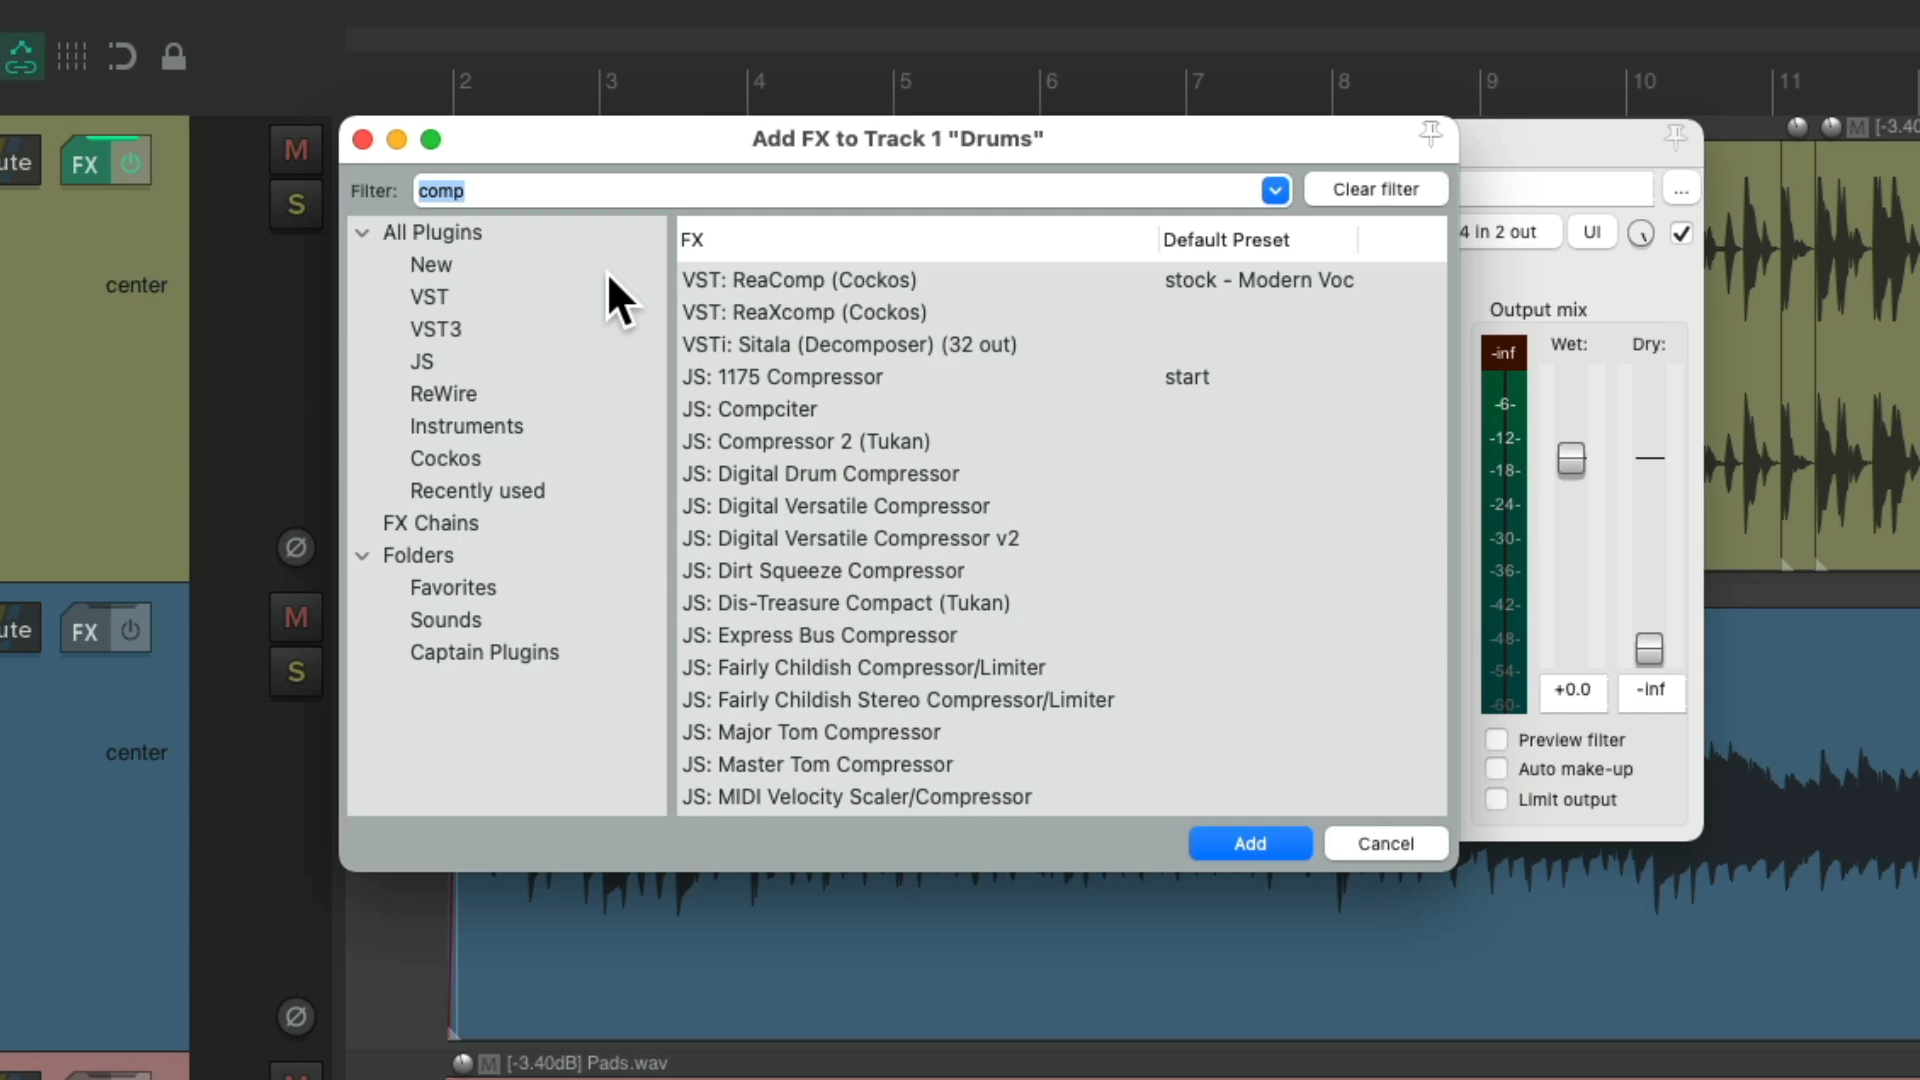 2 3 4 5 6 7 8 9 10 11
Add FX to Track 1 "Drums"
M [-3.40
ute FX M
S
center
Filter: comp Clear filter
...
4 in 2 out UI
All Plugins
New
VST
VST3
JS
ReWire
Instruments
Cockos
Recently used
FX Chains
Folders
Favorites
Sounds
Captain Plugins
FX Default Preset
VST: ReaComp (Cockos) stock - Modern Voc
VST: ReaXcomp (Cockos)
VSTi: Sitala (Decomposer) (32 out)
JS: 1175 Compressor start
JS: Compciter
JS: Compressor 2 (Tukan)
JS: Digital Drum Compressor
JS: Digital Versatile Compressor
JS: Digital Versatile Compressor v2
JS: Dirt Squeeze Compressor
JS: Dis-Treasure Compact (Tukan)
JS: Express Bus Compressor
JS: Fairly Childish Compressor/Limiter
JS: Fairly Childish Stereo Compressor/Limiter
JS: Major Tom Compressor
JS: Master Tom Compressor
JS: MIDI Velocity Scaler/Compressor
Add Cancel
Output mix
Wet: Dry:
-inf
-6-
-12-
-18-
-24-
-30-
-36-
-42-
-48-
-54-
-60-
+0.0 -inf
Preview filter
Auto make-up
Limit output
ute FX M
S
center
M [-3.40dB] Pads.wav